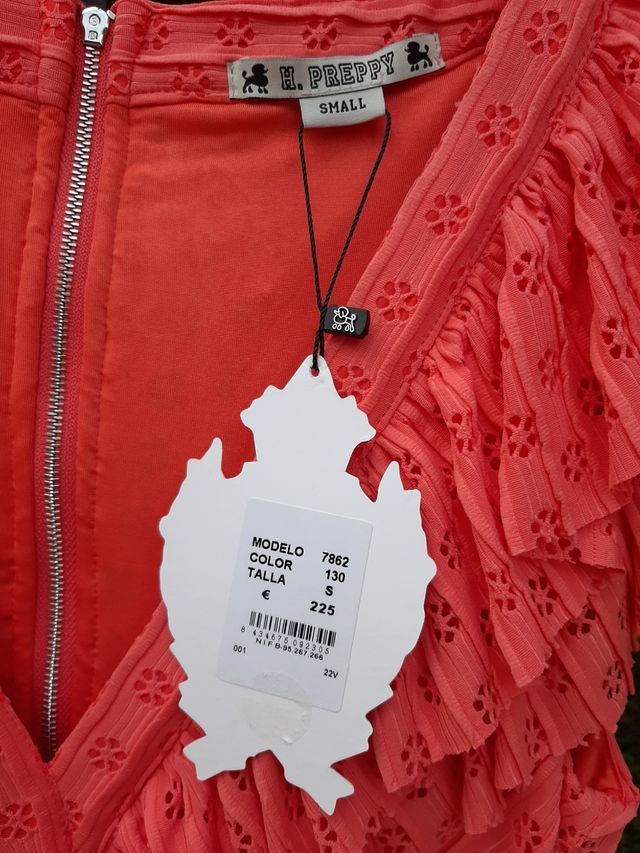 H. PREPPY
SMALL
MODELO 7862
COLOR 130
TALLA S
€ 225
8 434675 092305
N.I.F B-95.267.266
001 22V